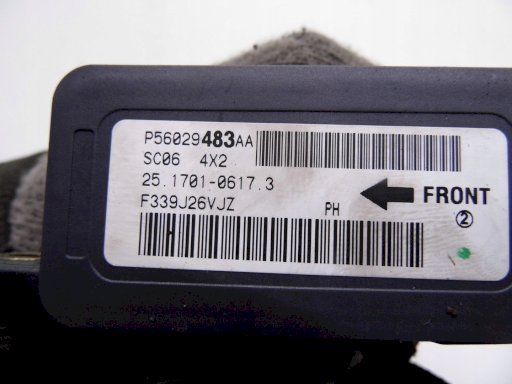 P56029483AA
SC06 4X2
25.1701-0617.3
FRONT
F339J26VJZ
PH
2